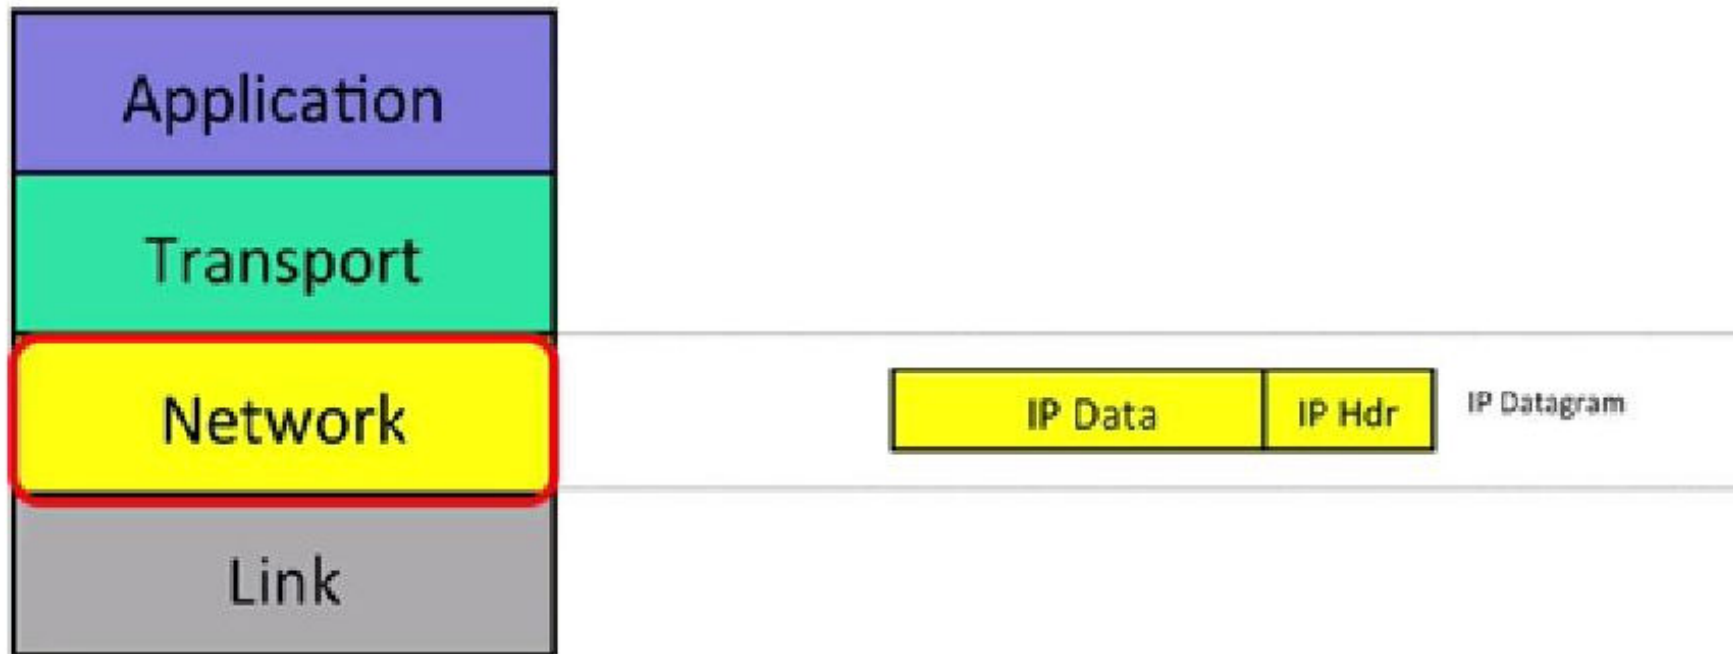 Application
Transport
Network
IP Data
IP Hdr
IP Datagram
Link